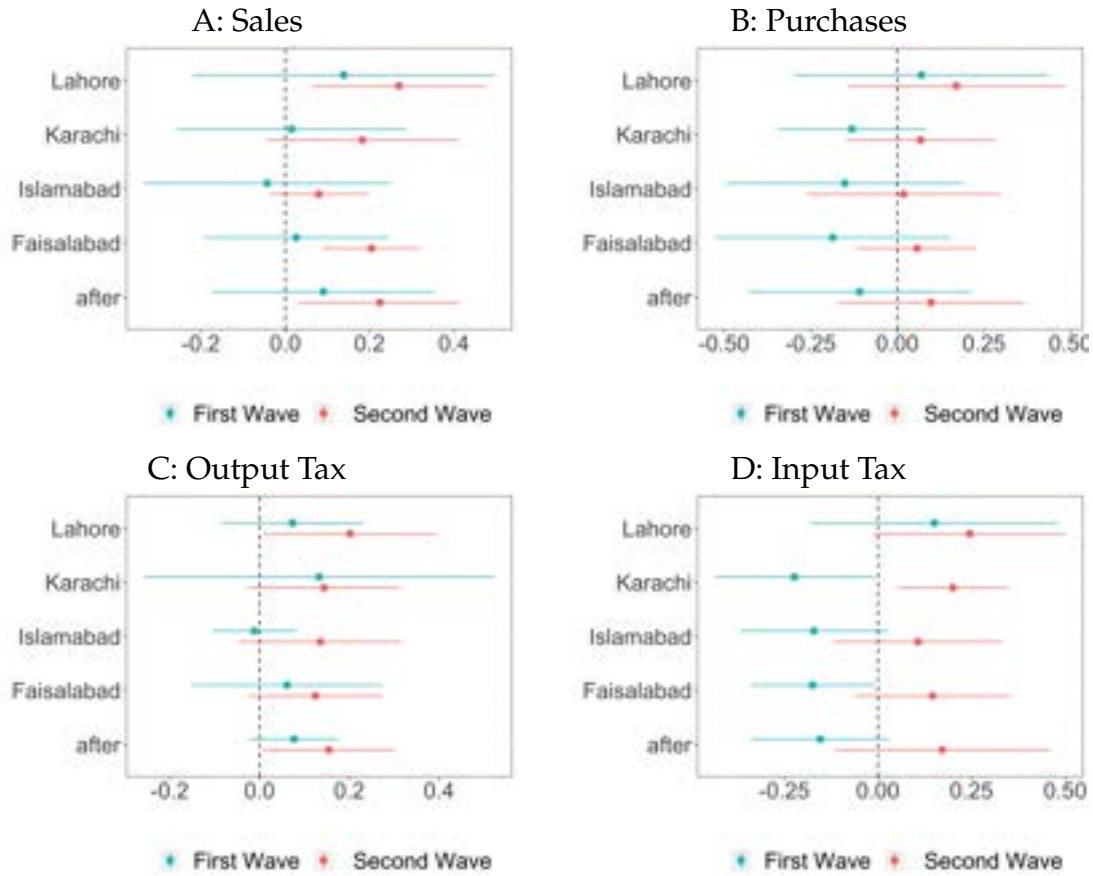 A: Sales
Lahore
Karachi
Islamabad
Faisalabad
after
-0.2 0.0 0.2 0.4
First Wave Second Wave
B: Purchases
Lahore
Karachi
Islamabad
Faisalabad
after
-0.50 -0.25 0.00 0.25 0.50
First Wave Second Wave
C: Output Tax
Lahore
Karachi
Islamabad
Faisalabad
after
-0.2 0.0 0.2 0.4
First Wave Second Wave
D: Input Tax
Lahore
Karachi
Islamabad
Faisalabad
after
-0.25 0.00 0.25 0.50
First Wave Second Wave